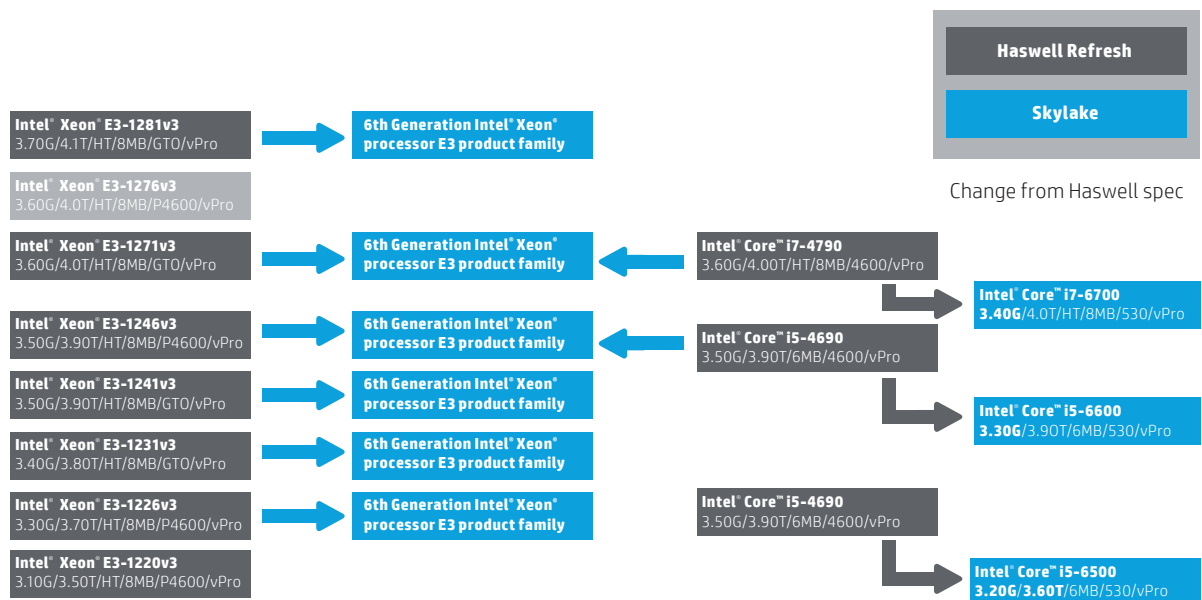 Haswell Refresh
Skylake
Change from Haswell spec
Intel® Xeon® E3-1281v3
3.70G/4.1T/HT/8MB/GTO/vPro
6th Generation Intel® Xeon®
processor E3 product family
Intel® Xeon® E3-1276v3
3.60G/4.0T/HT/8MB/P4600/vPro
Intel® Xeon® E3-1271v3
3.60G/4.0T/HT/8MB/GTO/vPro
6th Generation Intel® Xeon®
processor E3 product family
Intel® Core™ i7-4790
3.60G/4.00T/HT/8MB/4600/vPro
Intel® Core™ i7-6700
3.40G/4.0T/HT/8MB/530/vPro
Intel® Xeon® E3-1246v3
3.50G/3.90T/HT/8MB/P4600/vPro
6th Generation Intel® Xeon®
processor E3 product family
Intel® Core™ i5-4690
3.50G/3.90T/6MB/4600/vPro
Intel® Xeon® E3-1241v3
3.50G/3.90T/HT/8MB/GTO/vPro
6th Generation Intel® Xeon®
processor E3 product family
Intel® Core™ i5-6600
3.30G/3.90T/6MB/530/vPro
Intel® Xeon® E3-1231v3
3.40G/3.80T/HT/8MB/GTO/vPro
6th Generation Intel® Xeon®
processor E3 product family
Intel® Xeon® E3-1226v3
3.30G/3.70T/HT/8MB/P4600/vPro
6th Generation Intel® Xeon®
processor E3 product family
Intel® Core™ i5-4690
3.50G/3.90T/6MB/4600/vPro
Intel® Xeon® E3-1220v3
3.10G/3.50T/HT/8MB/P4600/vPro
Intel® Core™ i5-6500
3.20G/3.60T/6MB/530/vPro